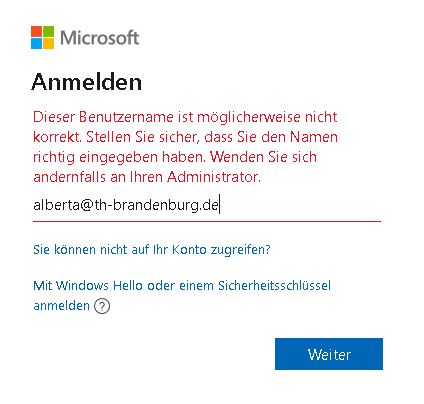 Microsoft
Anmelden
Dieser Benutzername ist möglicherweise nicht
korrekt. Stellen Sie sicher, dass Sie den Namen
richtig eingegeben haben. Wenden Sie sich
andernfalls an Ihren Administrator.
alberta@th-brandenburg.de
Sie können nicht auf Ihr Konto zugreifen?
Mit Windows Hello oder einem Sicherheitsschlüssel
anmelden ?
Weiter